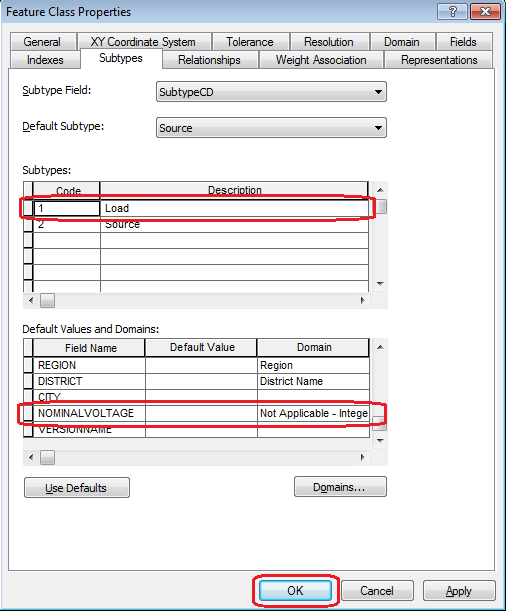 Feature Class Properties
General XY Coordinate System Tolerance Resolution Domain Fields
Indexes Subtypes Relationships Weight Association Representations
Subtype Field: SubtypeCD
Default Subtype: Source
Subtypes:
Code Description
1 Load
2 Source
Default Values and Domains:
Field Name Default Value Domain
REGION Region
DISTRICT District Name
CITY
NOMINALVOLTAGE Not Applicable - Intege
VERSIONNAME
Use Defaults Domains...
OK Cancel Apply